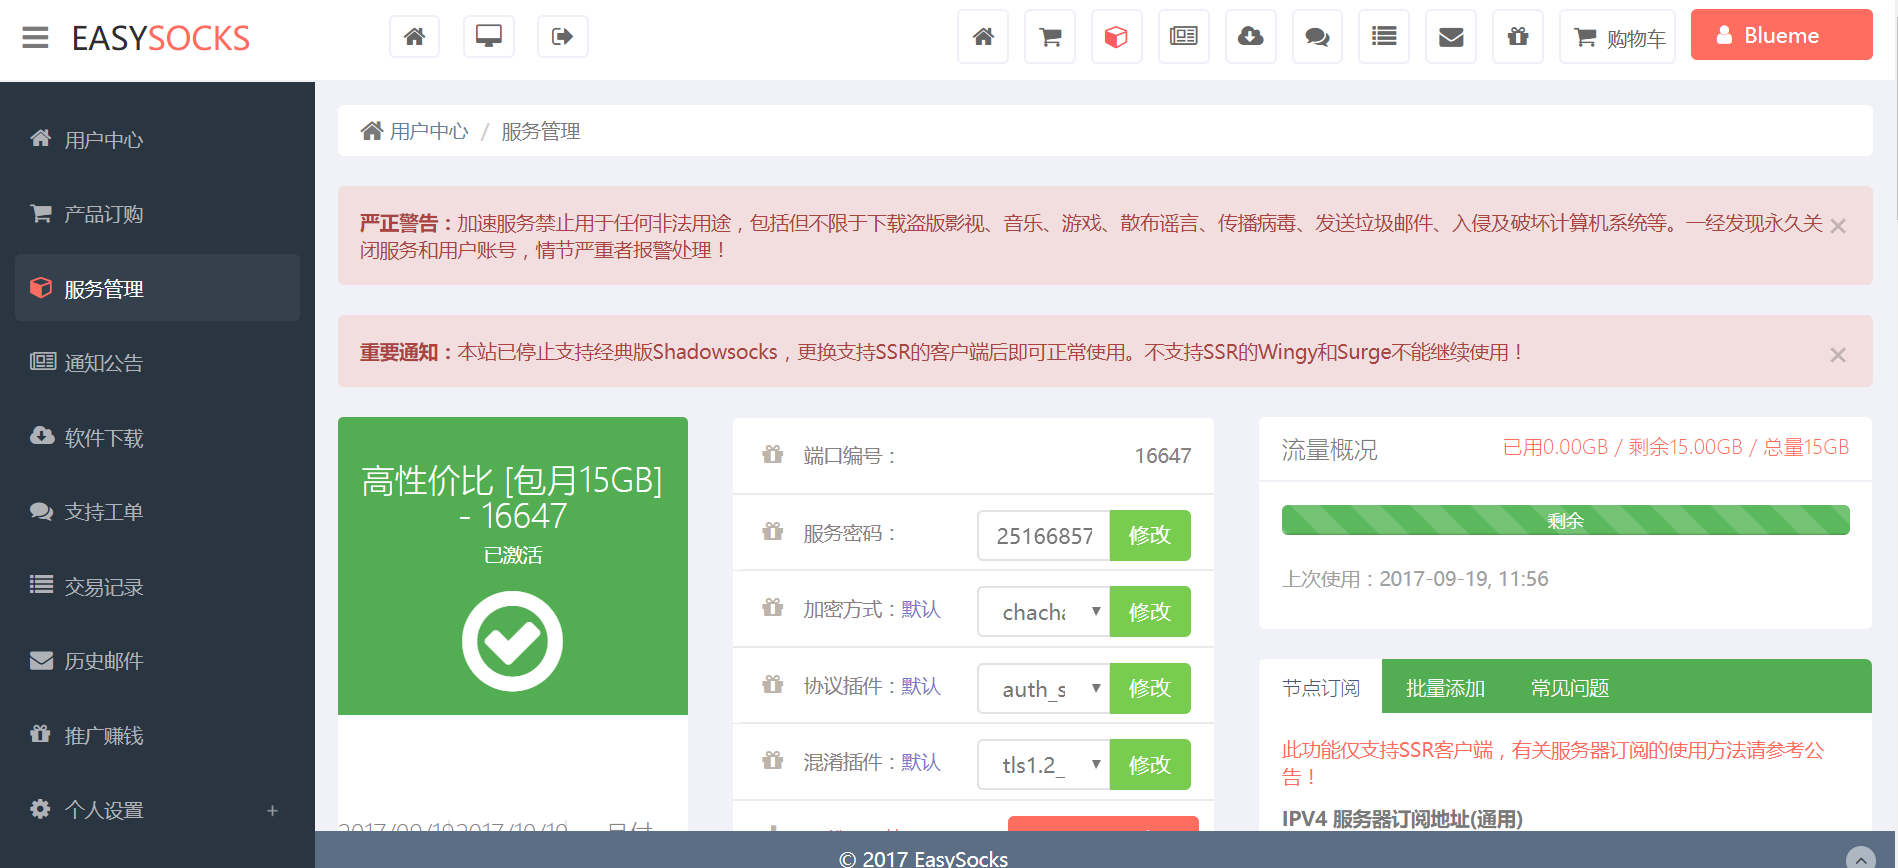 EASYSOCKS
购物车
Blueme
用户中心
产品订购
服务管理
通知公告
软件下载
支持工单
交易记录
历史邮件
推广赚钱
个人设置 +
用户中心 / 服务管理
严正警告：加速服务禁止用于任何非法用途，包括但不限于下载盗版影视、音乐、游戏、散布谣言、传播病毒、发送垃圾邮件、入侵及破坏计算机系统等。一经发现永久关
闭服务和用户账号，情节严重者报警处理！
重要通知：本站已停止支持经典版Shadowsocks，更换支持SSR的客户端后即可正常使用。不支持SSR的Wingy和Surge不能继续使用！
高性价比 [包月15GB]
- 16647
已激活
端口编号： 16647
服务密码： 25166857 修改
加密方式：默认 chacha 修改
协议插件：默认 auth_s 修改
混淆插件：默认 tls1.2_ 修改
流量概况 已用0.00GB / 剩余15.00GB / 总量15GB
剩余
上次使用：2017-09-19, 11:56
节点订阅 批量添加 常见问题
此功能仅支持SSR客户端，有关服务器订阅的使用方法请参考公
告！
IPV4 服务器订阅地址(通用)
© 2017 EasySocks